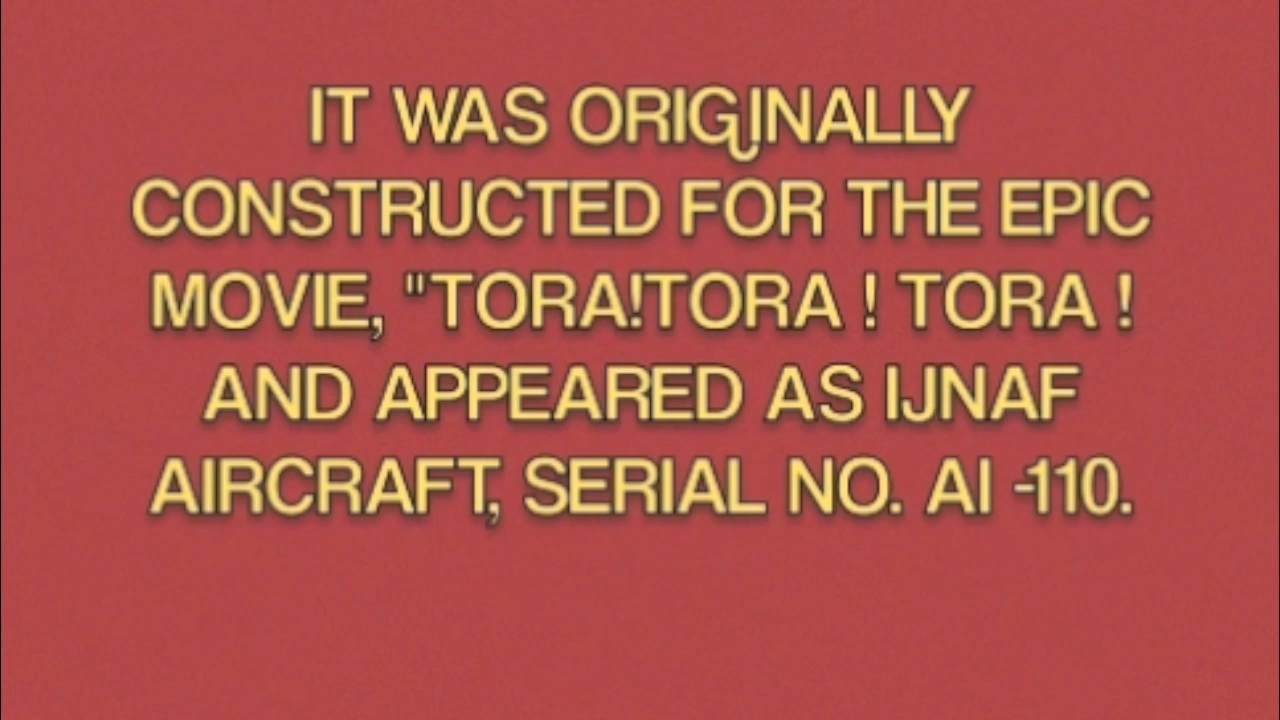 IT WAS ORIGINALLY
CONSTRUCTED FOR THE EPIC
MOVIE, "TORA!TORA ! TORA !
AND APPEARED AS IJNAF
AIRCRAFT, SERIAL NO. AI -110.